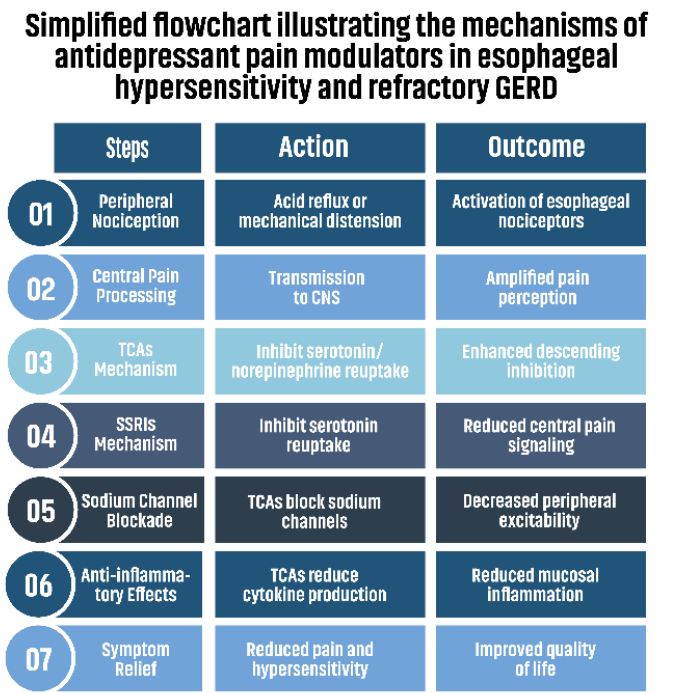 Simplified flowchart illustrating the mechanisms of
antidepressant pain modulators in esophageal
hypersensitivity and refractory GERD
Steps
Action
Outcome
01
Peripheral
Nociception
Acid reflux or
mechanical distension
Activation of esophageal
nociceptors
02
Central Pain
Processing
Transmission
to CNS
Amplified pain
perception
03
TCAs
Mechanism
Inhibit serotonin/
norepinephrine reuptake
Enhanced descending
inhibition
04
SSRIs
Mechanism
Inhibit serotonin
reuptake
Reduced central pain
signaling
05
Sodium Channel
Blockade
TCAs block sodium
channels
Decreased peripheral
excitability
06
Anti-inflamma-
tory Effects
TCAs reduce
cytokine production
Reduced mucosal
inflammation
07
Symptom
Relief
Reduced pain and
hypersensitivity
Improved quality
of life